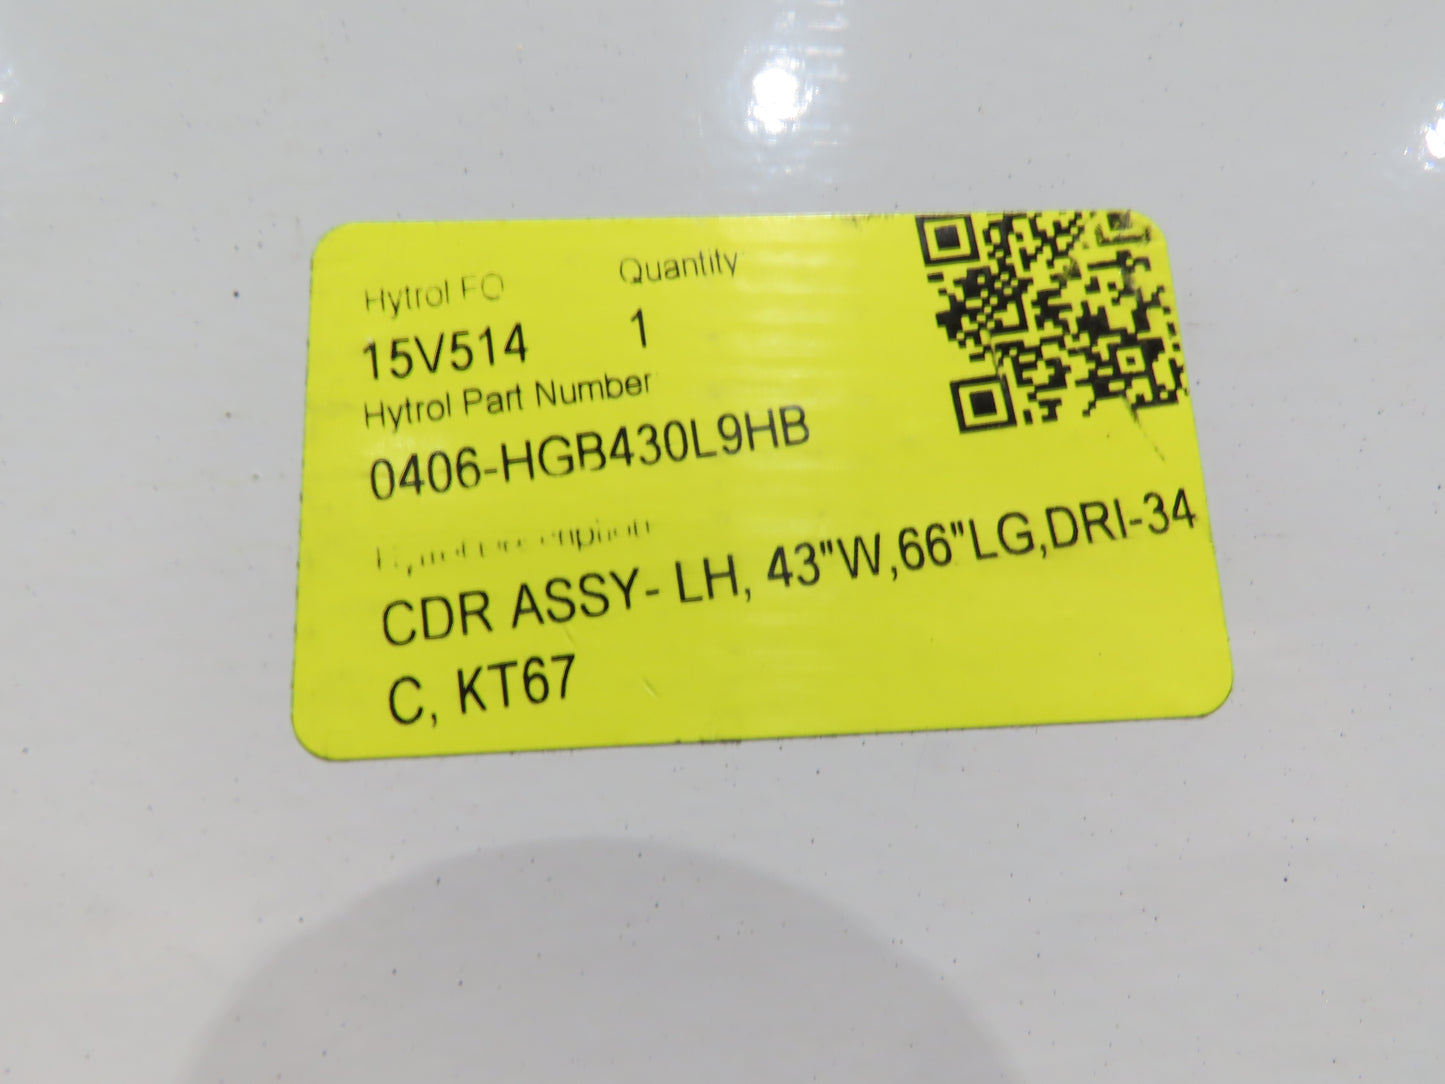 Hytrol FO Quantity
15V514 1
Hytrol Part Number
0406-HGB430L9HB
CDR ASSY- LH, 43"W,66"LG,DRI-34
C, KT67